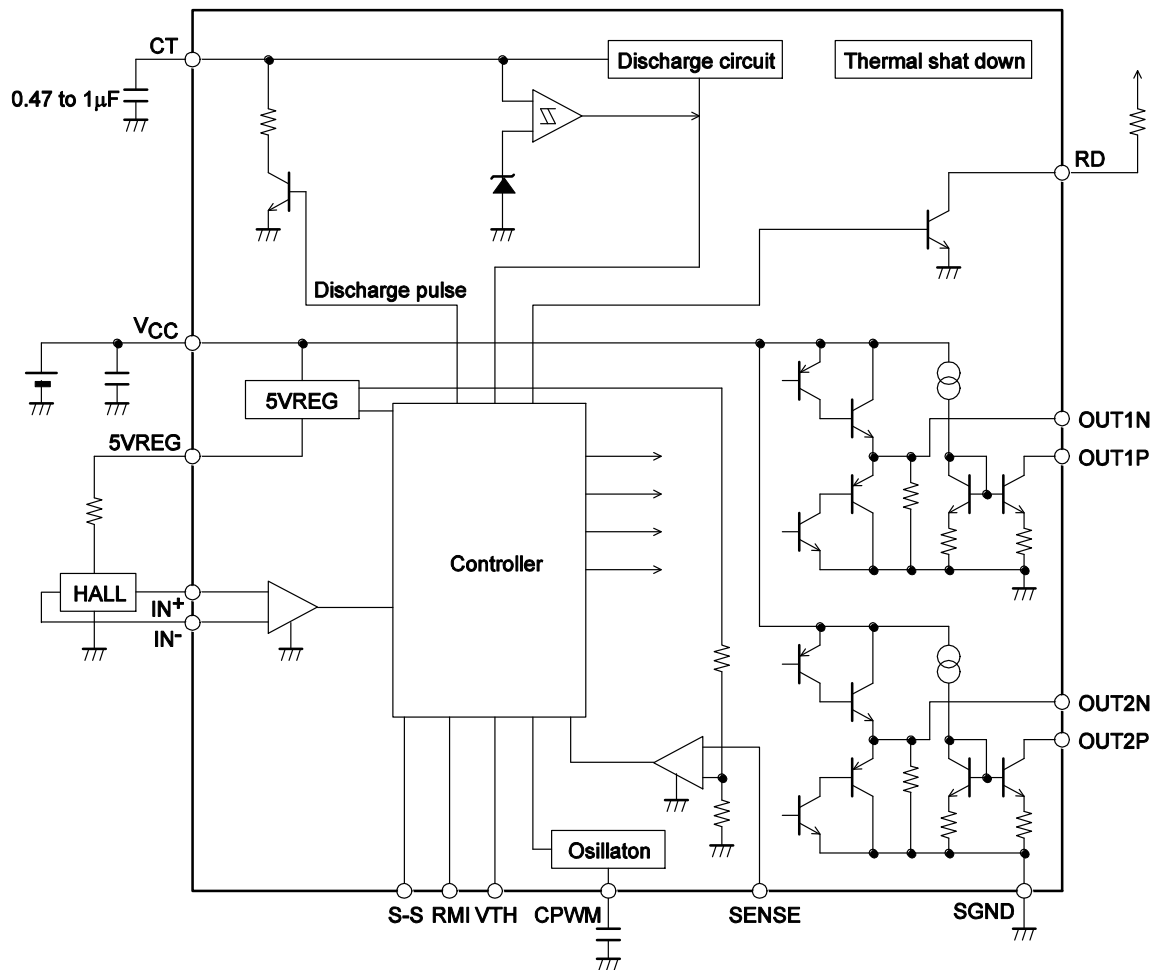 CT
Discharge circuit
Thermal shat down
0.47 to 1μF
RD
Discharge pulse
VCC
5VREG
OUT1N
5VREG
OUT1P
Controller
HALL
IN+
IN-
OUT2N
OUT2P
Osillaton
S-S RMI VTH CPWM SENSE SGND